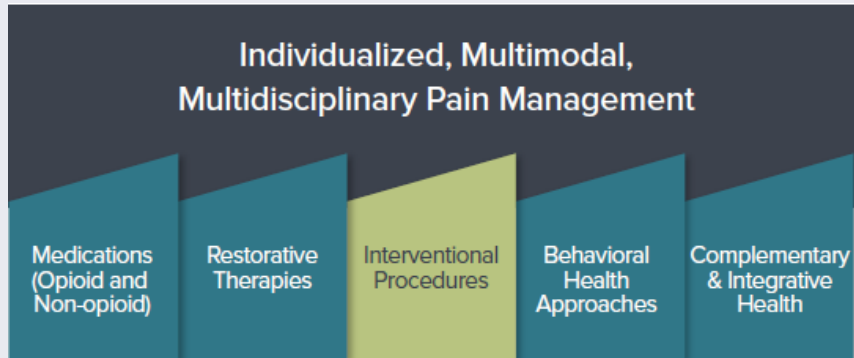 Individualized, Multimodal,
Multidisciplinary Pain Management
Medications
(Opioid and
Non-opioid)
Restorative
Therapies
Interventional
Procedures
Behavioral
Health
Approaches
Complementary
& Integrative
Health